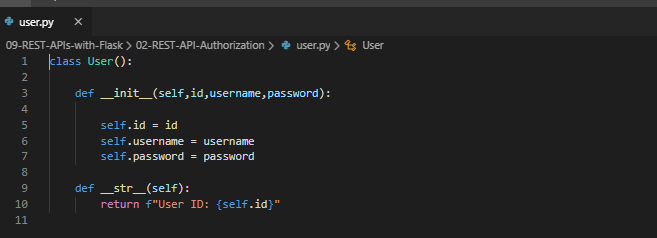 user.py
09-REST-APIs-with-Flask > 02-REST-API-Authorization > user.py > User
1 class User():
2
3     def __init__(self,id,username,password):
4
5         self.id = id
6         self.username = username
7         self.password = password
8
9     def __str__(self):
10         return f"User ID: {self.id}"
11